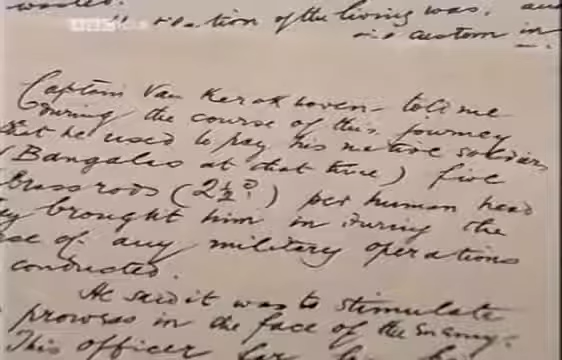 wasted.
of the living was, and
custom in
Captain Van Kerckhoven told me
during the course of this journey
that he used to pay his native soldiers
(Bangalas at that time) five
brass rods (2½ᵈ) per human head
they brought him in during the
of any military operations
conducted.
He said it was to stimulate
prowess in the face of the Enemy.
This officer